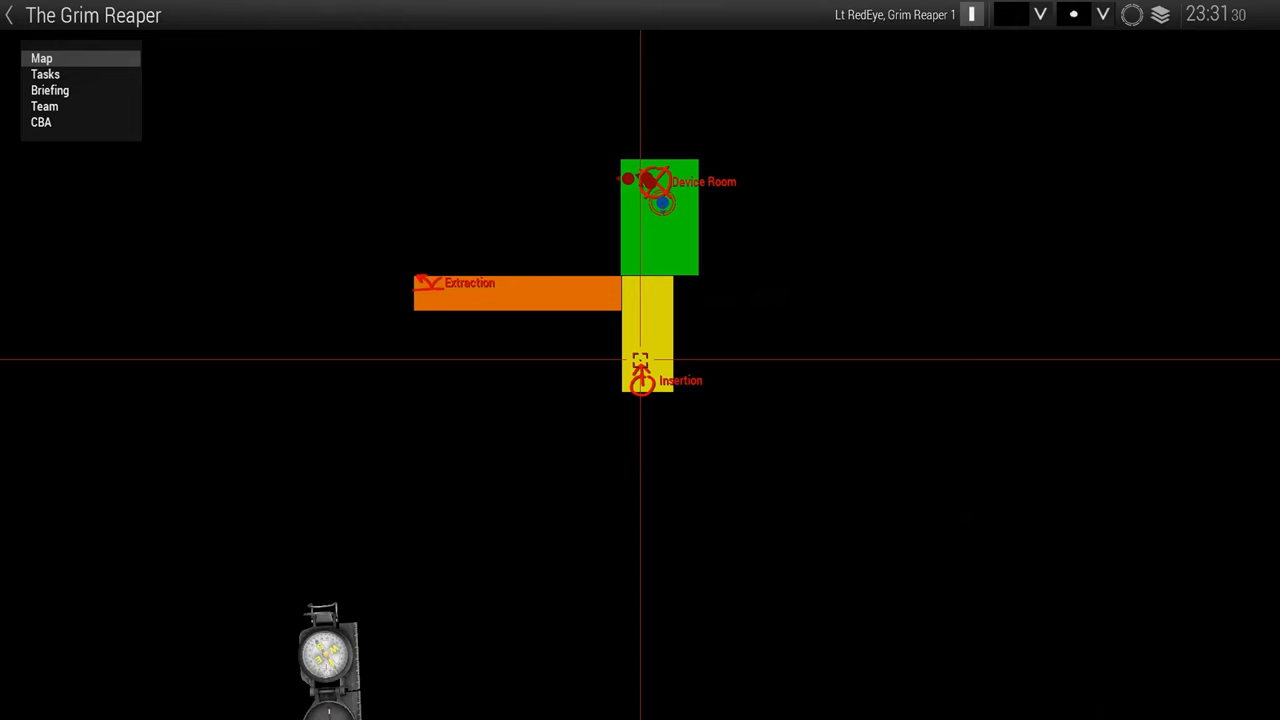 The Grim Reaper
Lt RedEye, Grim Reaper 1
23:31 30
Map
Tasks
Briefing
Team
CBA
Device Room
Extraction
Insertion